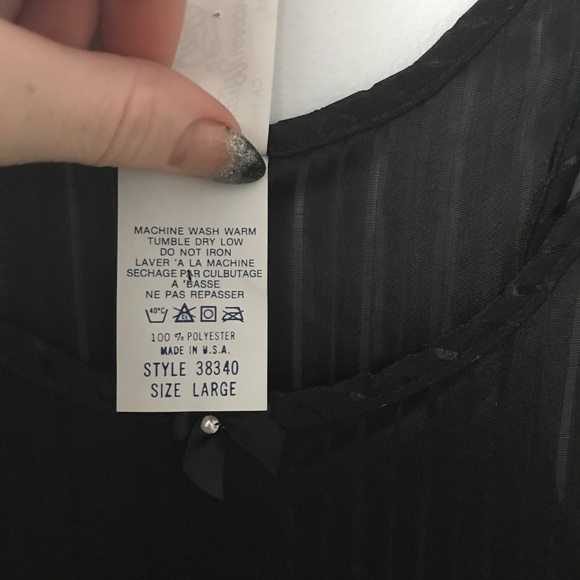 MACHINE WASH WARM
TUMBLE DRY LOW
DO NOT IRON
LAVER 'A LA MACHINE
SECHAGE PAR CULBUTAGE
A 'BASSE
NE PAS REPASSER
40°C CL
100 % POLYESTER
MADE IN U.S.A.
STYLE 38340
SIZE LARGE